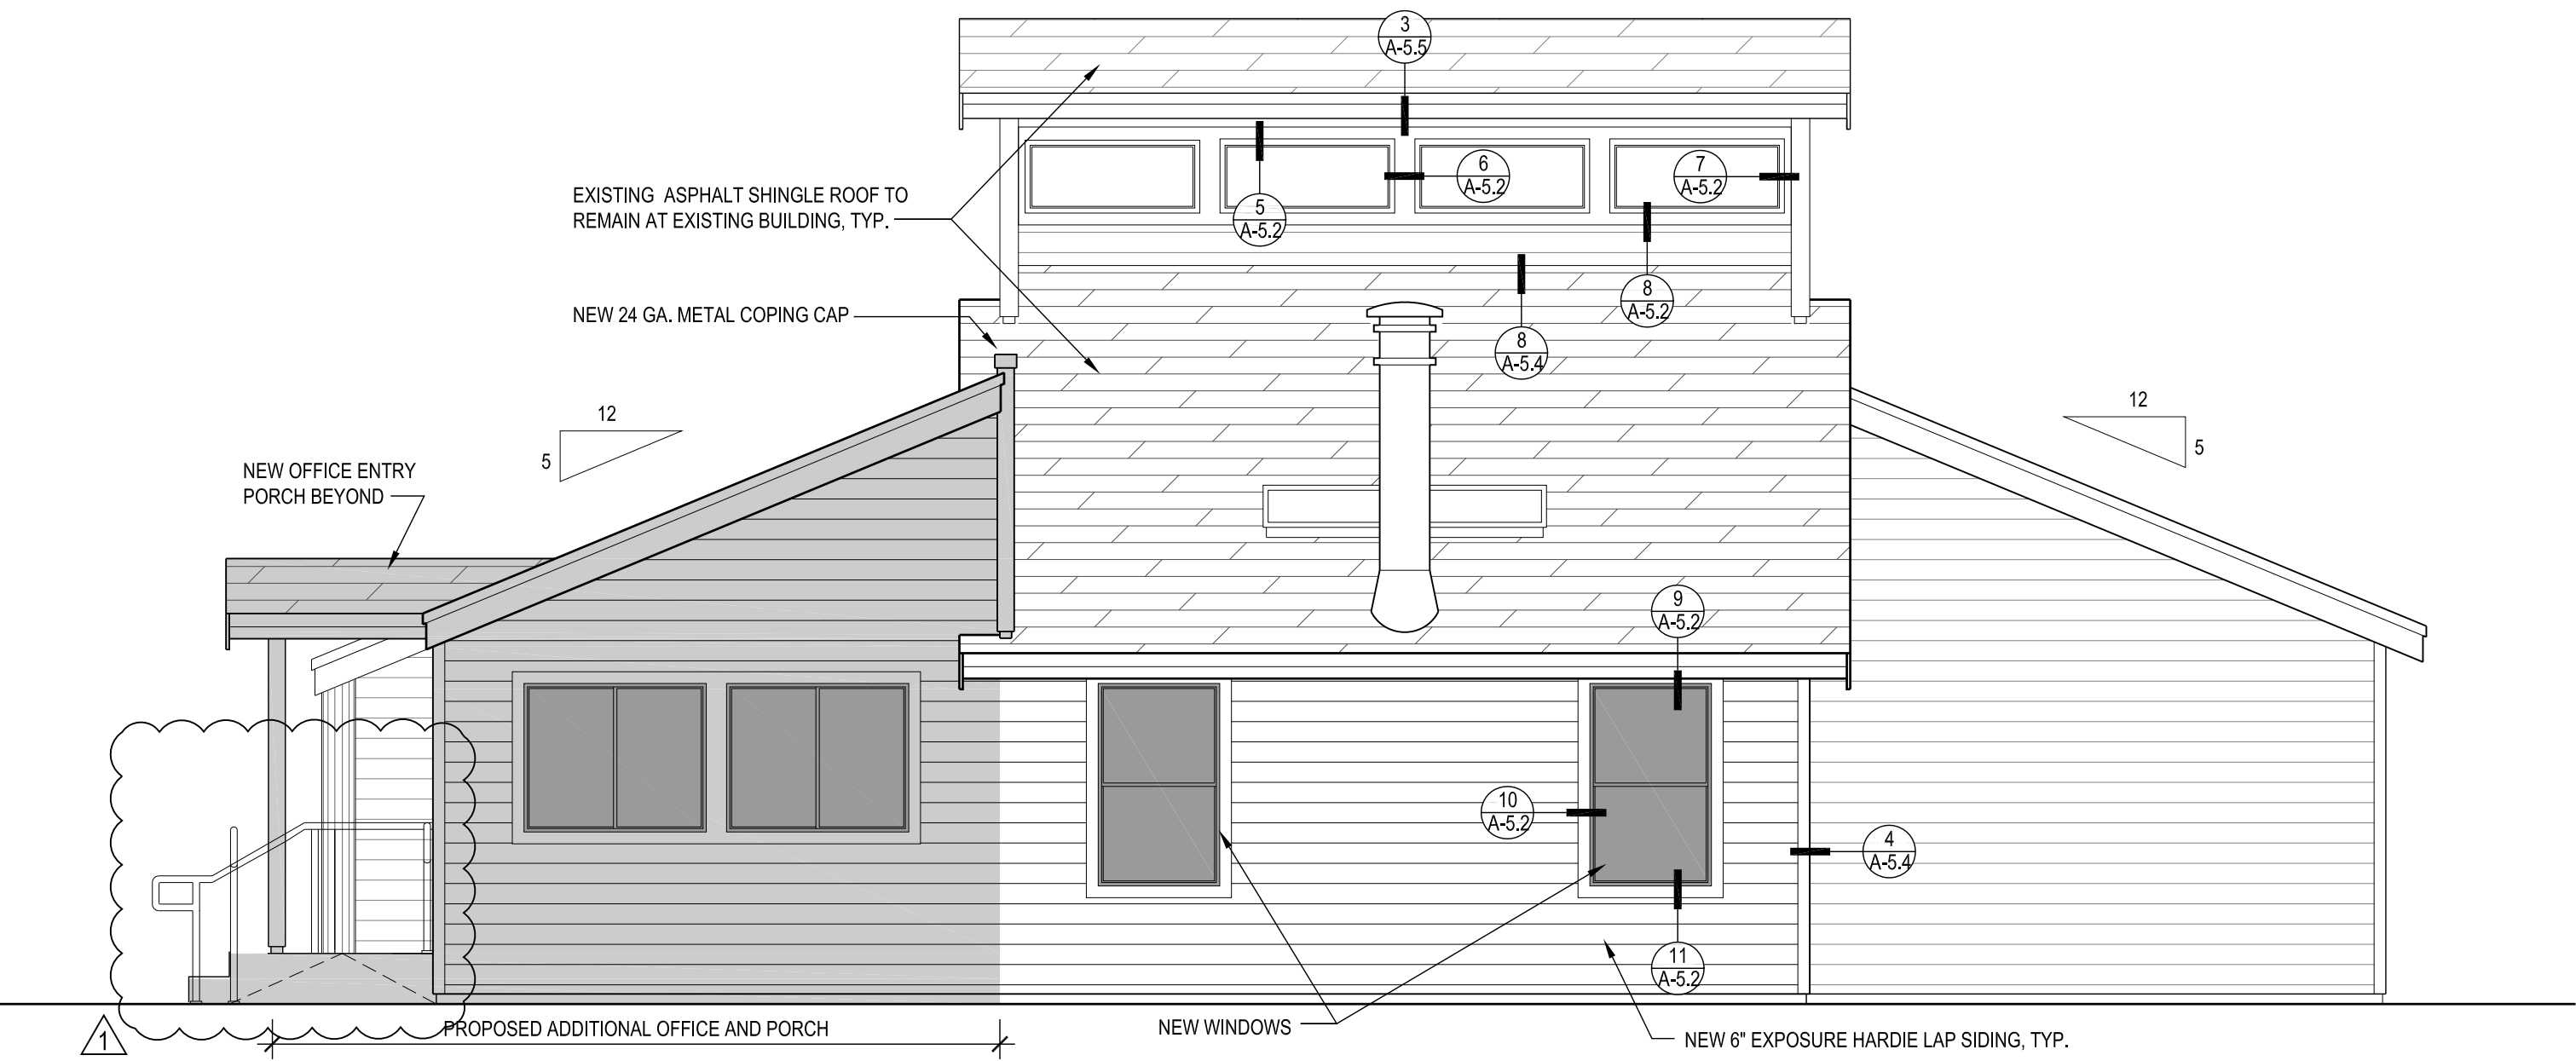 3
A-5.5
6
A-5.2
7
A-5.2
EXISTING ASPHALT SHINGLE ROOF TO
REMAIN AT EXISTING BUILDING, TYP.
5
A-5.2
8
A-5.2
NEW 24 GA. METAL COPING CAP
8
A-5.4
12
5
12
5
NEW OFFICE ENTRY
PORCH BEYOND
9
A-5.2
10
A-5.2
4
A-5.4
11
A-5.2
1
PROPOSED ADDITIONAL OFFICE AND PORCH
NEW WINDOWS
NEW 6" EXPOSURE HARDIE LAP SIDING, TYP.